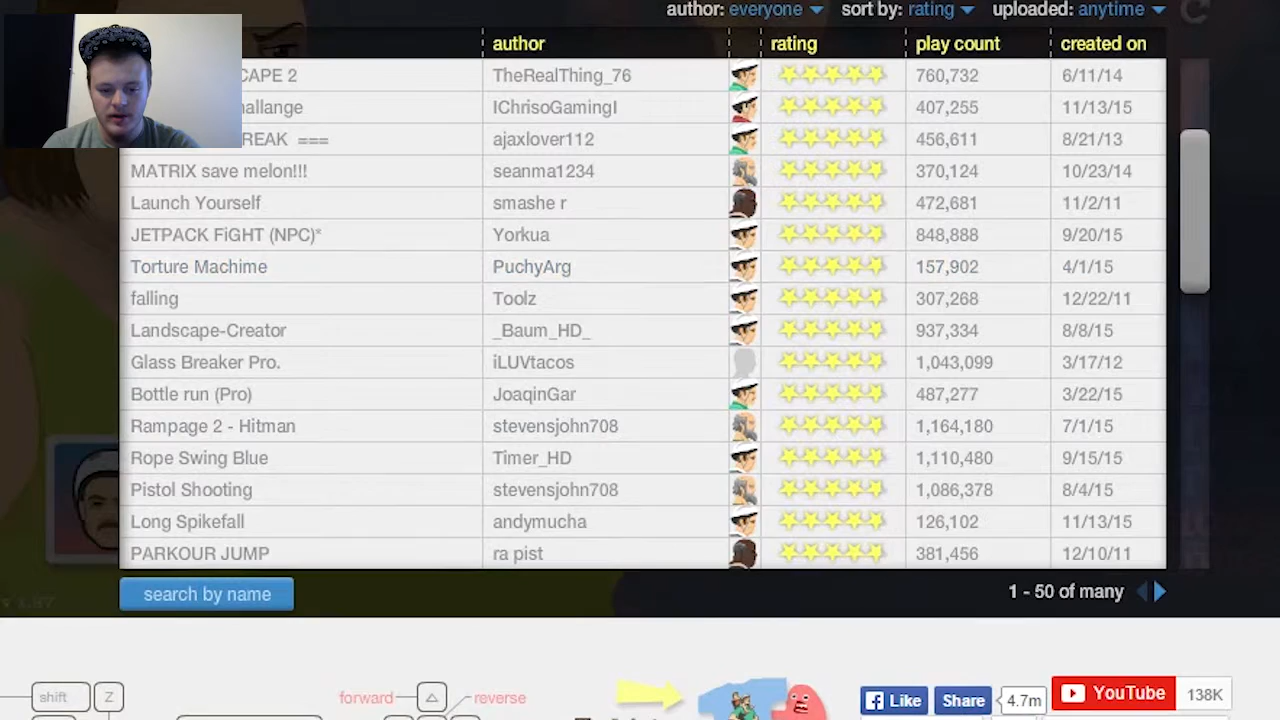 author: everyone sort by: rating uploaded: anytime
author rating play count created on
CAPE 2 TheRealThing_76 760,732 6/11/14
hallange IChrisoGamingI 407,255 11/13/15
REAK === ajaxlover112 456,611 8/21/13
MATRIX save melon!!! seanma1234 370,124 10/23/14
Launch Yourself smashe r 472,681 11/2/11
JETPACK FiGHT (NPC)* Yorkua 848,888 9/20/15
Torture Machime PuchyArg 157,902 4/1/15
falling Toolz 307,268 12/22/11
Landscape-Creator _Baum_HD_ 937,334 8/8/15
Glass Breaker Pro. iLUVtacos 1,043,099 3/17/12
Bottle run (Pro) JoaqinGar 487,277 3/22/15
Rampage 2 - Hitman stevensjohn708 1,164,180 7/1/15
Rope Swing Blue Timer_HD 1,110,480 9/15/15
Pistol Shooting stevensjohn708 1,086,378 8/4/15
Long Spikefall andymucha 126,102 11/13/15
PARKOUR JUMP ra pist 381,456 12/10/11
search by name 1 - 50 of many
v 1.87
shift Z forward reverse Like Share 4.7m YouTube 138K